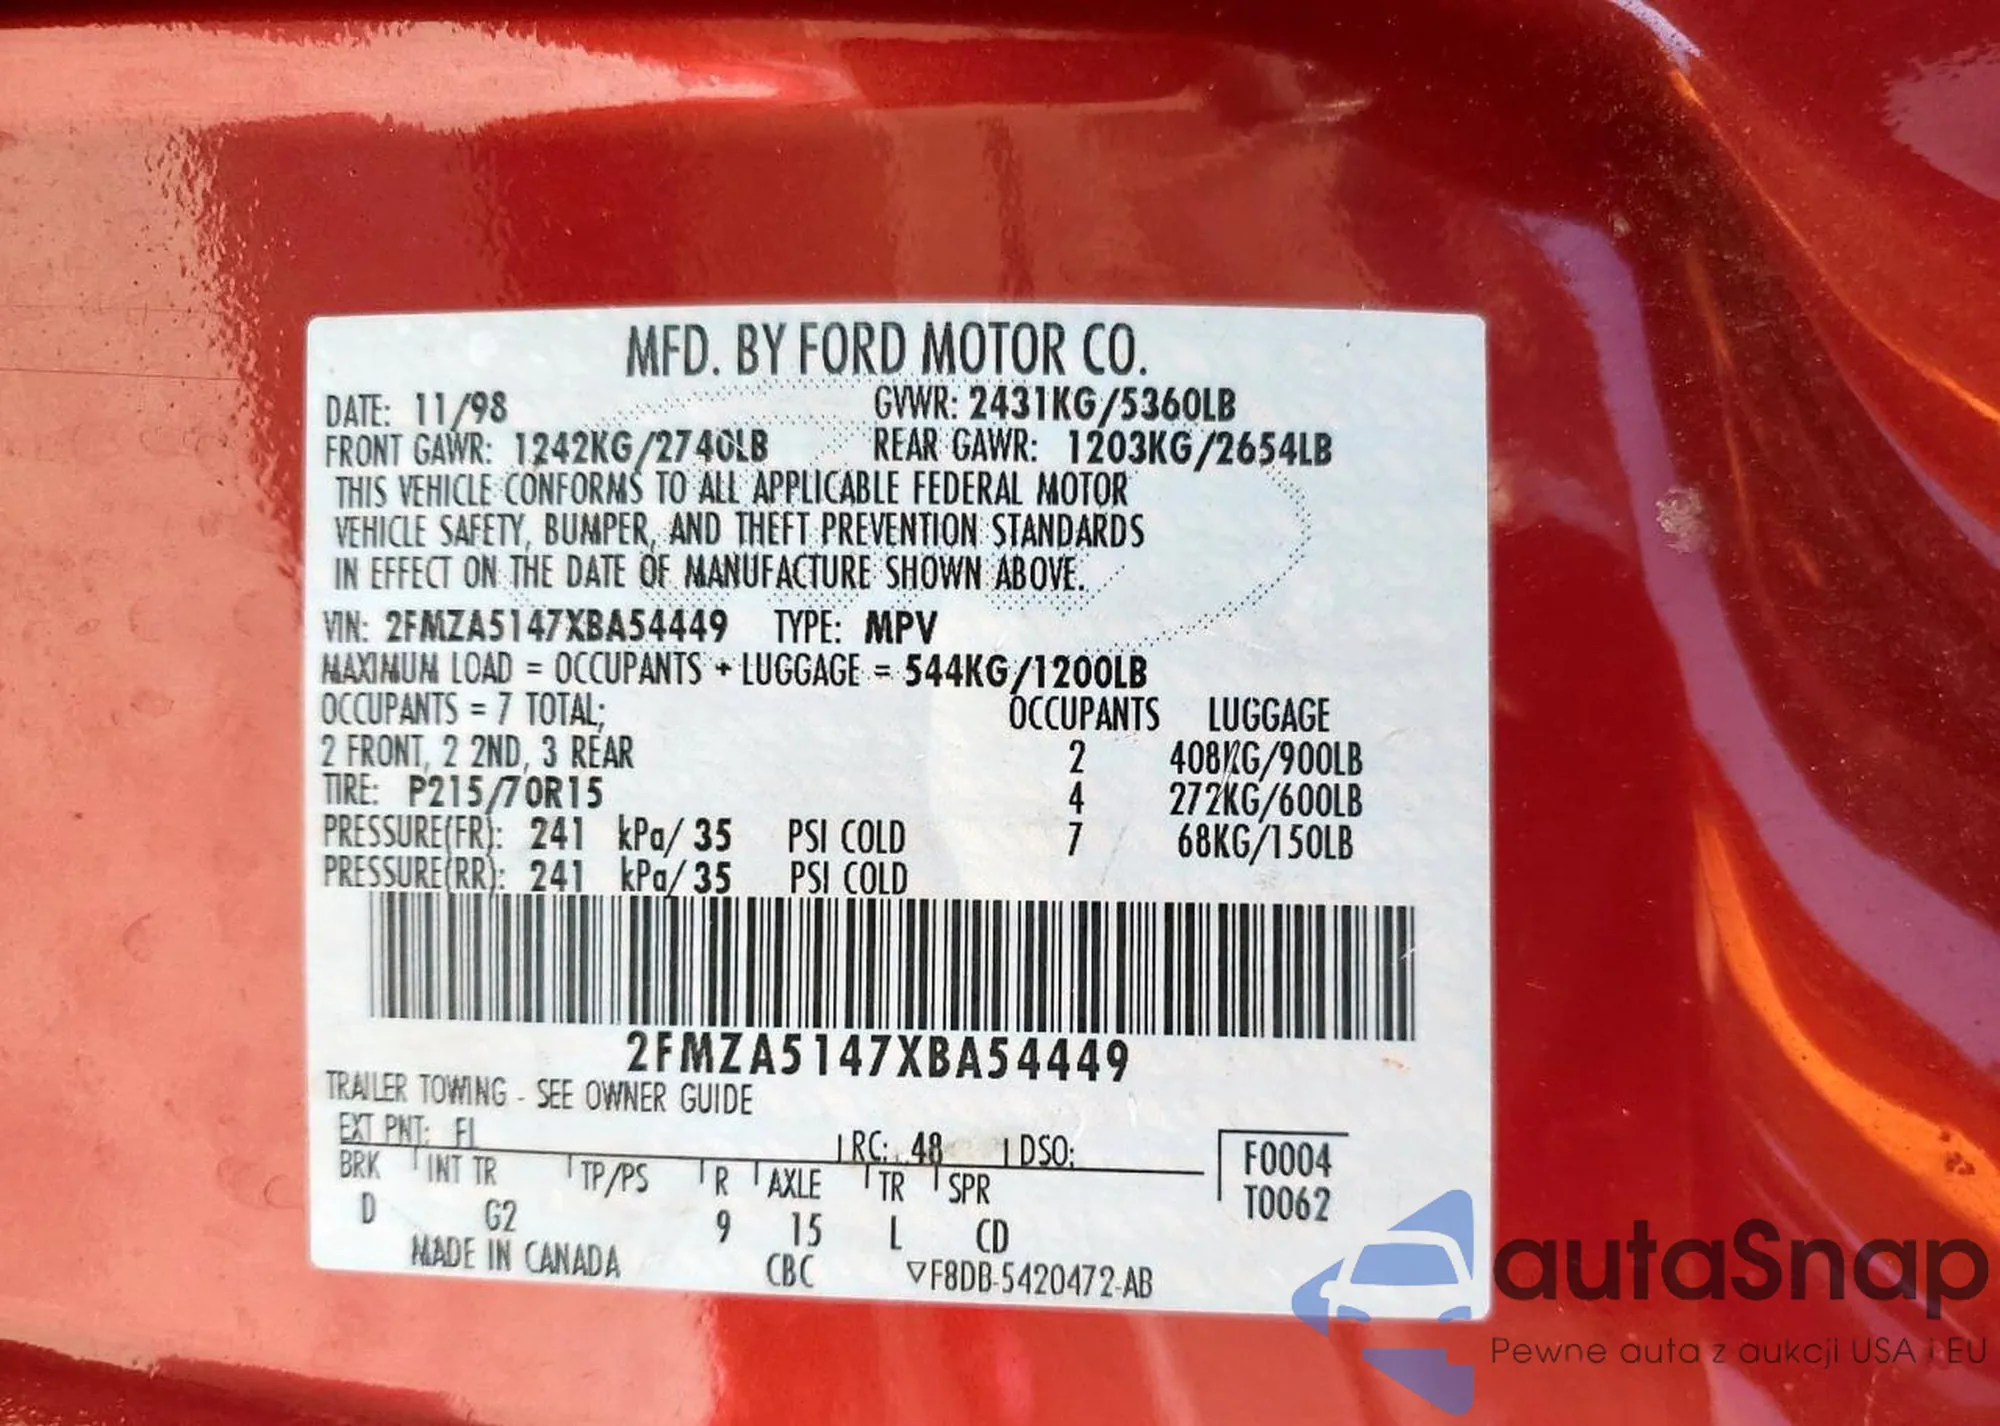 MFD. BY FORD MOTOR CO.
DATE: 11/98 GVWR: 2431KG/5360LB
FRONT GAWR: 1242KG/2740LB REAR GAWR: 1203KG/2654LB
THIS VEHICLE CONFORMS TO ALL APPLICABLE FEDERAL MOTOR
VEHICLE SAFETY, BUMPER, AND THEFT PREVENTION STANDARDS
IN EFFECT ON THE DATE OF MANUFACTURE SHOWN ABOVE.
VIN: 2FMZA5147XBA54449 TYPE: MPV
MAXIMUM LOAD = OCCUPANTS + LUGGAGE = 544KG/1200LB
OCCUPANTS = 7 TOTAL; OCCUPANTS LUGGAGE
2 FRONT, 2 2ND, 3 REAR 2 408KG/900LB
TIRE: P215/70R15 4 272KG/600LB
PRESSURE(FR): 241 kPa/ 35 PSI COLD 7 68KG/150LB
PRESSURE(RR): 241 kPa/ 35 PSI COLD
2FMZA5147XBA54449
TRAILER TOWING - SEE OWNER GUIDE
EXT PNT: FL RC: 48 DSO: F0004
BRK INT TR TP/PS R AXLE TR SPR T0062
D G2 9 15 L CD
MADE IN CANADA CBC ▽F8DB-5420472-AB
autaSnap
Pewne auta z aukcji USA i EU